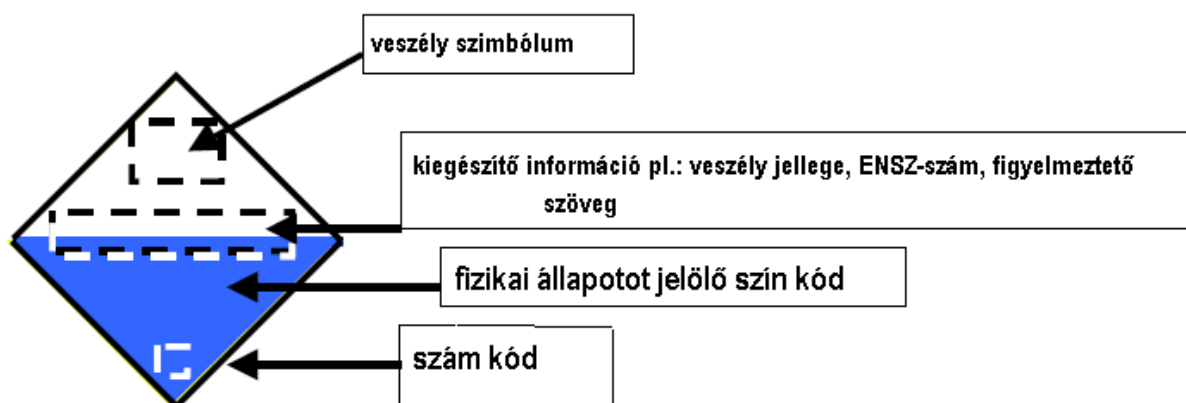 veszély szimbólum
kiegészítő információ pl.: veszély jellege, ENSZ-szám, figyelmeztető
szöveg
fizikai állapotot jelölő szín kód
szám kód